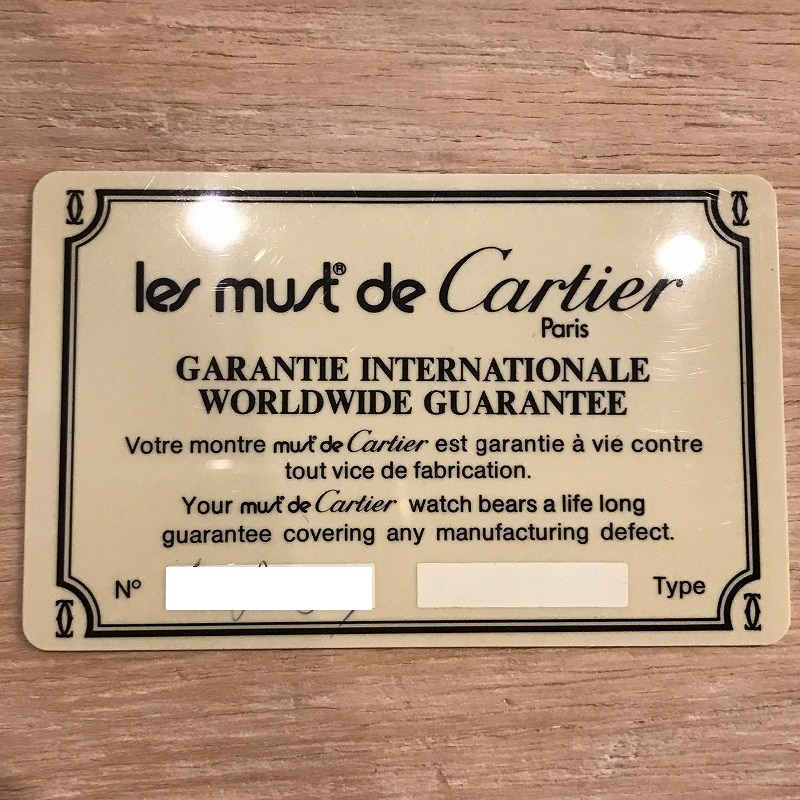 les must® de Cartier
Paris
GARANTIE INTERNATIONALE
WORLDWIDE GUARANTEE
Votre montre must de Cartier est garantie à vie contre
tout vice de fabrication.
Your must de Cartier watch bears a life long
guarantee covering any manufacturing defect.
Nº Type